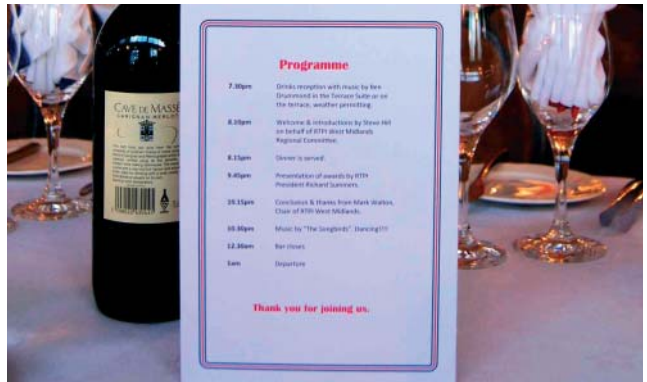 CAVE DE MASSÉ
CARIGNAN-MERLOT
Programme
7.30pm Drinks reception with music by Ben
Drummond in the Terrace Suite or on
the terrace, weather permitting.
8.10pm Welcome & introductions by Steve Hill
on behalf of RTPI West Midlands
Regional Committee.
8.15pm Dinner is served
9.45pm Presentation of awards by RTPI
President Richard Summers.
10.15pm Conclusion & thanks from Mark Walton,
Chair of RTPI West Midlands.
10.30pm Music by "The Songbirds". Dancing!!!!
12.30am Bar closes
1am Departure
Thank you for joining us.